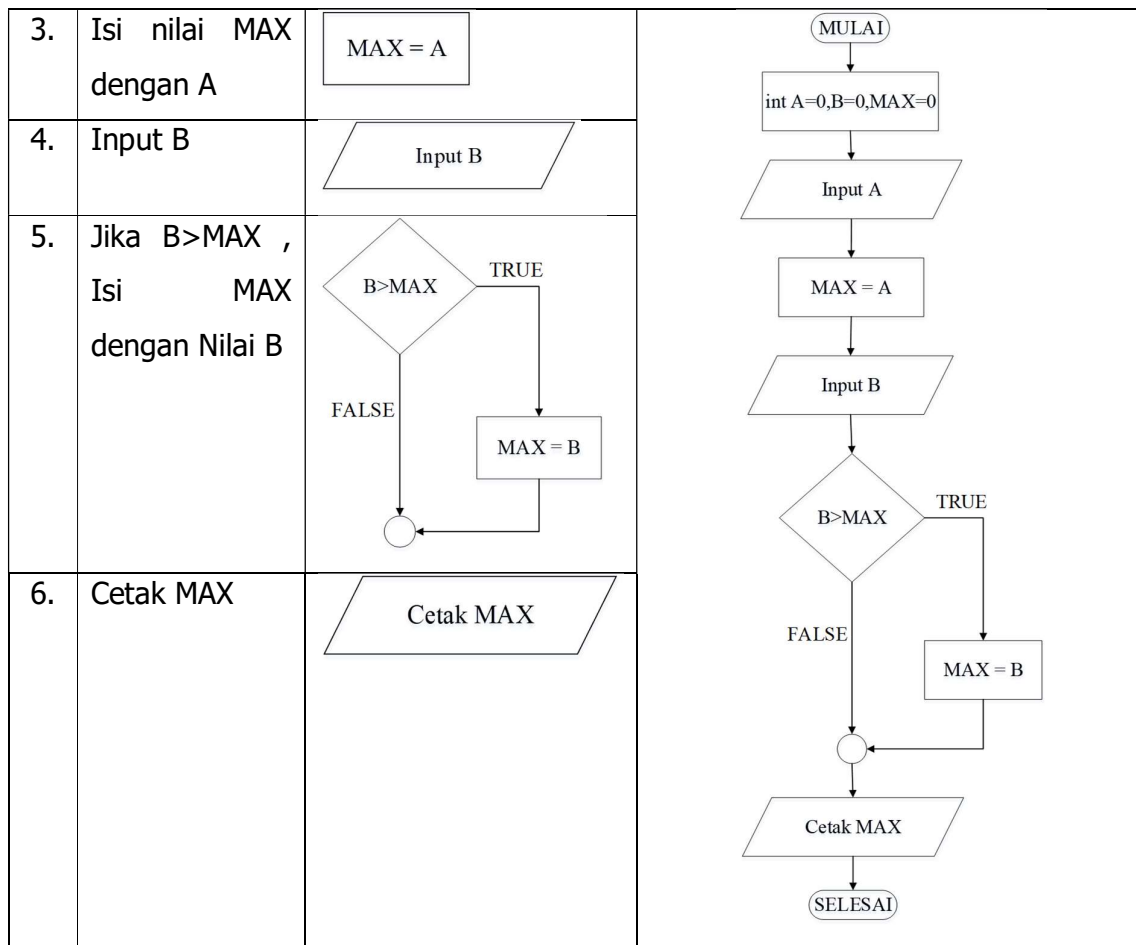 3.
Isi nilai MAX
dengan A
MAX = A
4.
Input B
Input B
5.
Jika B>MAX ,
Isi MAX
dengan Nilai B
B>MAX
TRUE
FALSE
MAX = B
6.
Cetak MAX
Cetak MAX
MULAI
int A=0,B=0,MAX=0
Input A
MAX = A
Input B
B>MAX
TRUE
FALSE
MAX = B
Cetak MAX
SELESAI